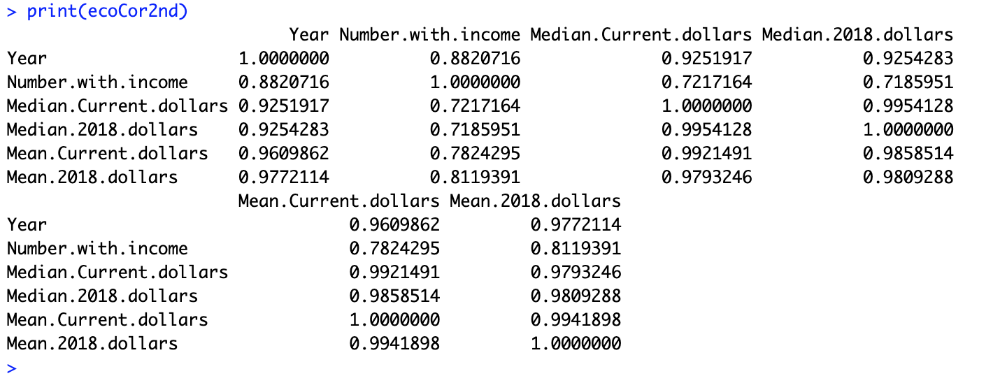 > print(ecoCor2nd)
Year Number.with.income Median.Current.dollars Median.2018.dollars
Year 1.0000000 0.8820716 0.9251917 0.9254283
Number.with.income 0.8820716 1.0000000 0.7217164 0.7185951
Median.Current.dollars 0.9251917 0.7217164 1.0000000 0.9954128
Median.2018.dollars 0.9254283 0.7185951 0.9954128 1.0000000
Mean.Current.dollars 0.9609862 0.7824295 0.9921491 0.9858514
Mean.2018.dollars 0.9772114 0.8119391 0.9793246 0.9809288
Mean.Current.dollars Mean.2018.dollars
Year 0.9609862 0.9772114
Number.with.income 0.7824295 0.8119391
Median.Current.dollars 0.9921491 0.9793246
Median.2018.dollars 0.9858514 0.9809288
Mean.Current.dollars 1.0000000 0.9941898
Mean.2018.dollars 0.9941898 1.0000000
>